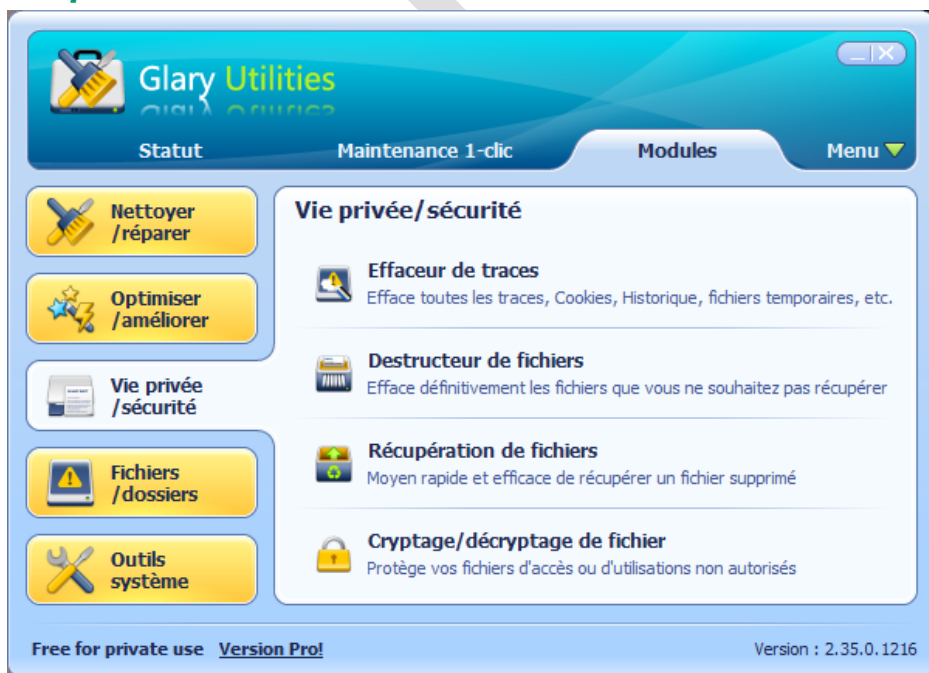 Glary Utilities
Statut
Maintenance 1-clic
Modules
Menu
Nettoyer
/réparer
Optimiser
/améliorer
Vie privée
/sécurité
Fichiers
/dossiers
Outils
système
Vie privée/sécurité
Effaceur de traces
Efface toutes les traces, Cookies, Historique, fichiers temporaires, etc.
Destructeur de fichiers
Efface définitivement les fichiers que vous ne souhaitez pas récupérer
Récupération de fichiers
Moyen rapide et efficace de récupérer un fichier supprimé
Cryptage/décryptage de fichier
Protège vos fichiers d'accès ou d'utilisations non autorisés
Free for private use Version Pro!
Version : 2.35.0.1216